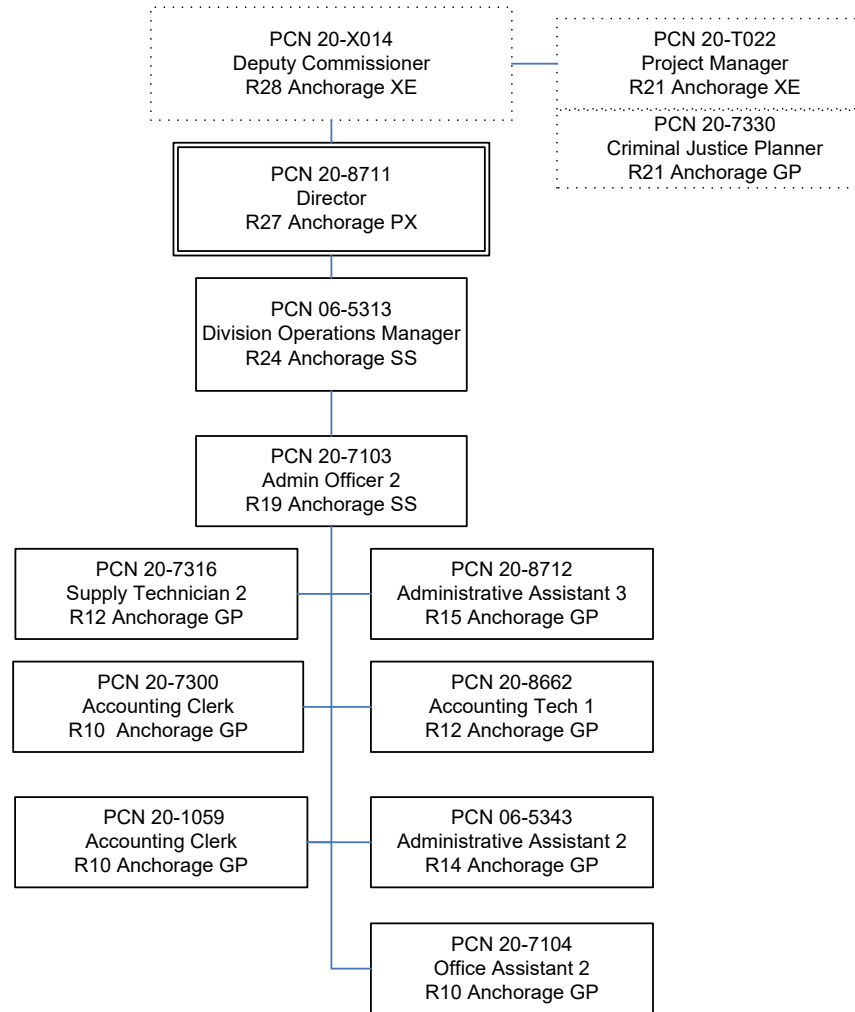 PCN 20-X014
Deputy Commissioner
R28 Anchorage XE
PCN 20-T022
Project Manager
R21 Anchorage XE
PCN 20-7330
Criminal Justice Planner
R21 Anchorage GP
PCN 20-8711
Director
R27 Anchorage PX
PCN 06-5313
Division Operations Manager
R24 Anchorage SS
PCN 20-7103
Admin Officer 2
R19 Anchorage SS
PCN 20-7316
Supply Technician 2
R12 Anchorage GP
PCN 20-8712
Administrative Assistant 3
R15 Anchorage GP
PCN 20-7300
Accounting Clerk
R10  Anchorage GP
PCN 20-8662
Accounting Tech 1
R12 Anchorage GP
PCN 20-1059
Accounting Clerk
R10 Anchorage GP
PCN 06-5343
Administrative Assistant 2
R14 Anchorage GP
PCN 20-7104
Office Assistant 2
R10 Anchorage GP